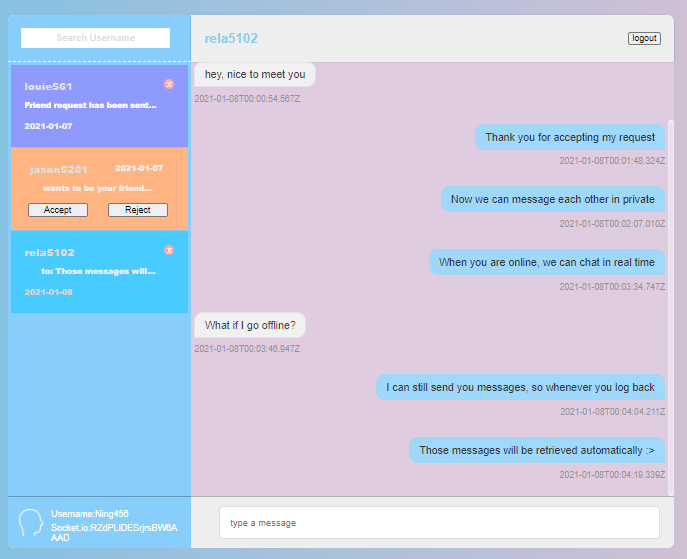 Search Username
louie561
x
Friend request has been sent...
2021-01-07
jason5201 2021-01-07
wants to be your friend...
Accept Reject
rela5102
x
to: Those messages will...
2021-01-08
Username:Ning456
Socket.io:RZdPLlDESrjrsBW6A
AAD
rela5102
logout
hey, nice to meet you
2021-01-08T00:00:54.567Z
Thank you for accepting my request
2021-01-08T00:01:48.324Z
Now we can message each other in private
2021-01-08T00:02:07.010Z
When you are online, we can chat in real time
2021-01-08T00:03:34.747Z
What if I go offline?
2021-01-08T00:03:46.947Z
I can still send you messages, so whenever you log back
2021-01-08T00:04:04.211Z
Those messages will be retrieved automatically :>
2021-01-08T00:04:19.339Z
type a message